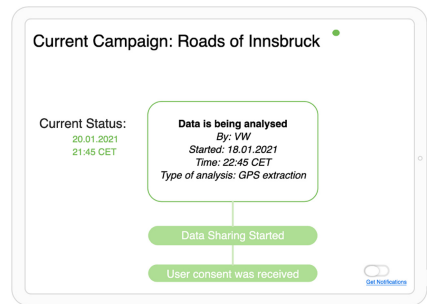 Current Campaign: Roads of Innsbruck
Current Status:
20.01.2021
21:45 CET
Data is being analysed
By: VW
Started: 18.01.2021
Time: 22:45 CET
Type of analysis: GPS extraction
Data Sharing Started
User consent was received
Get Notifications